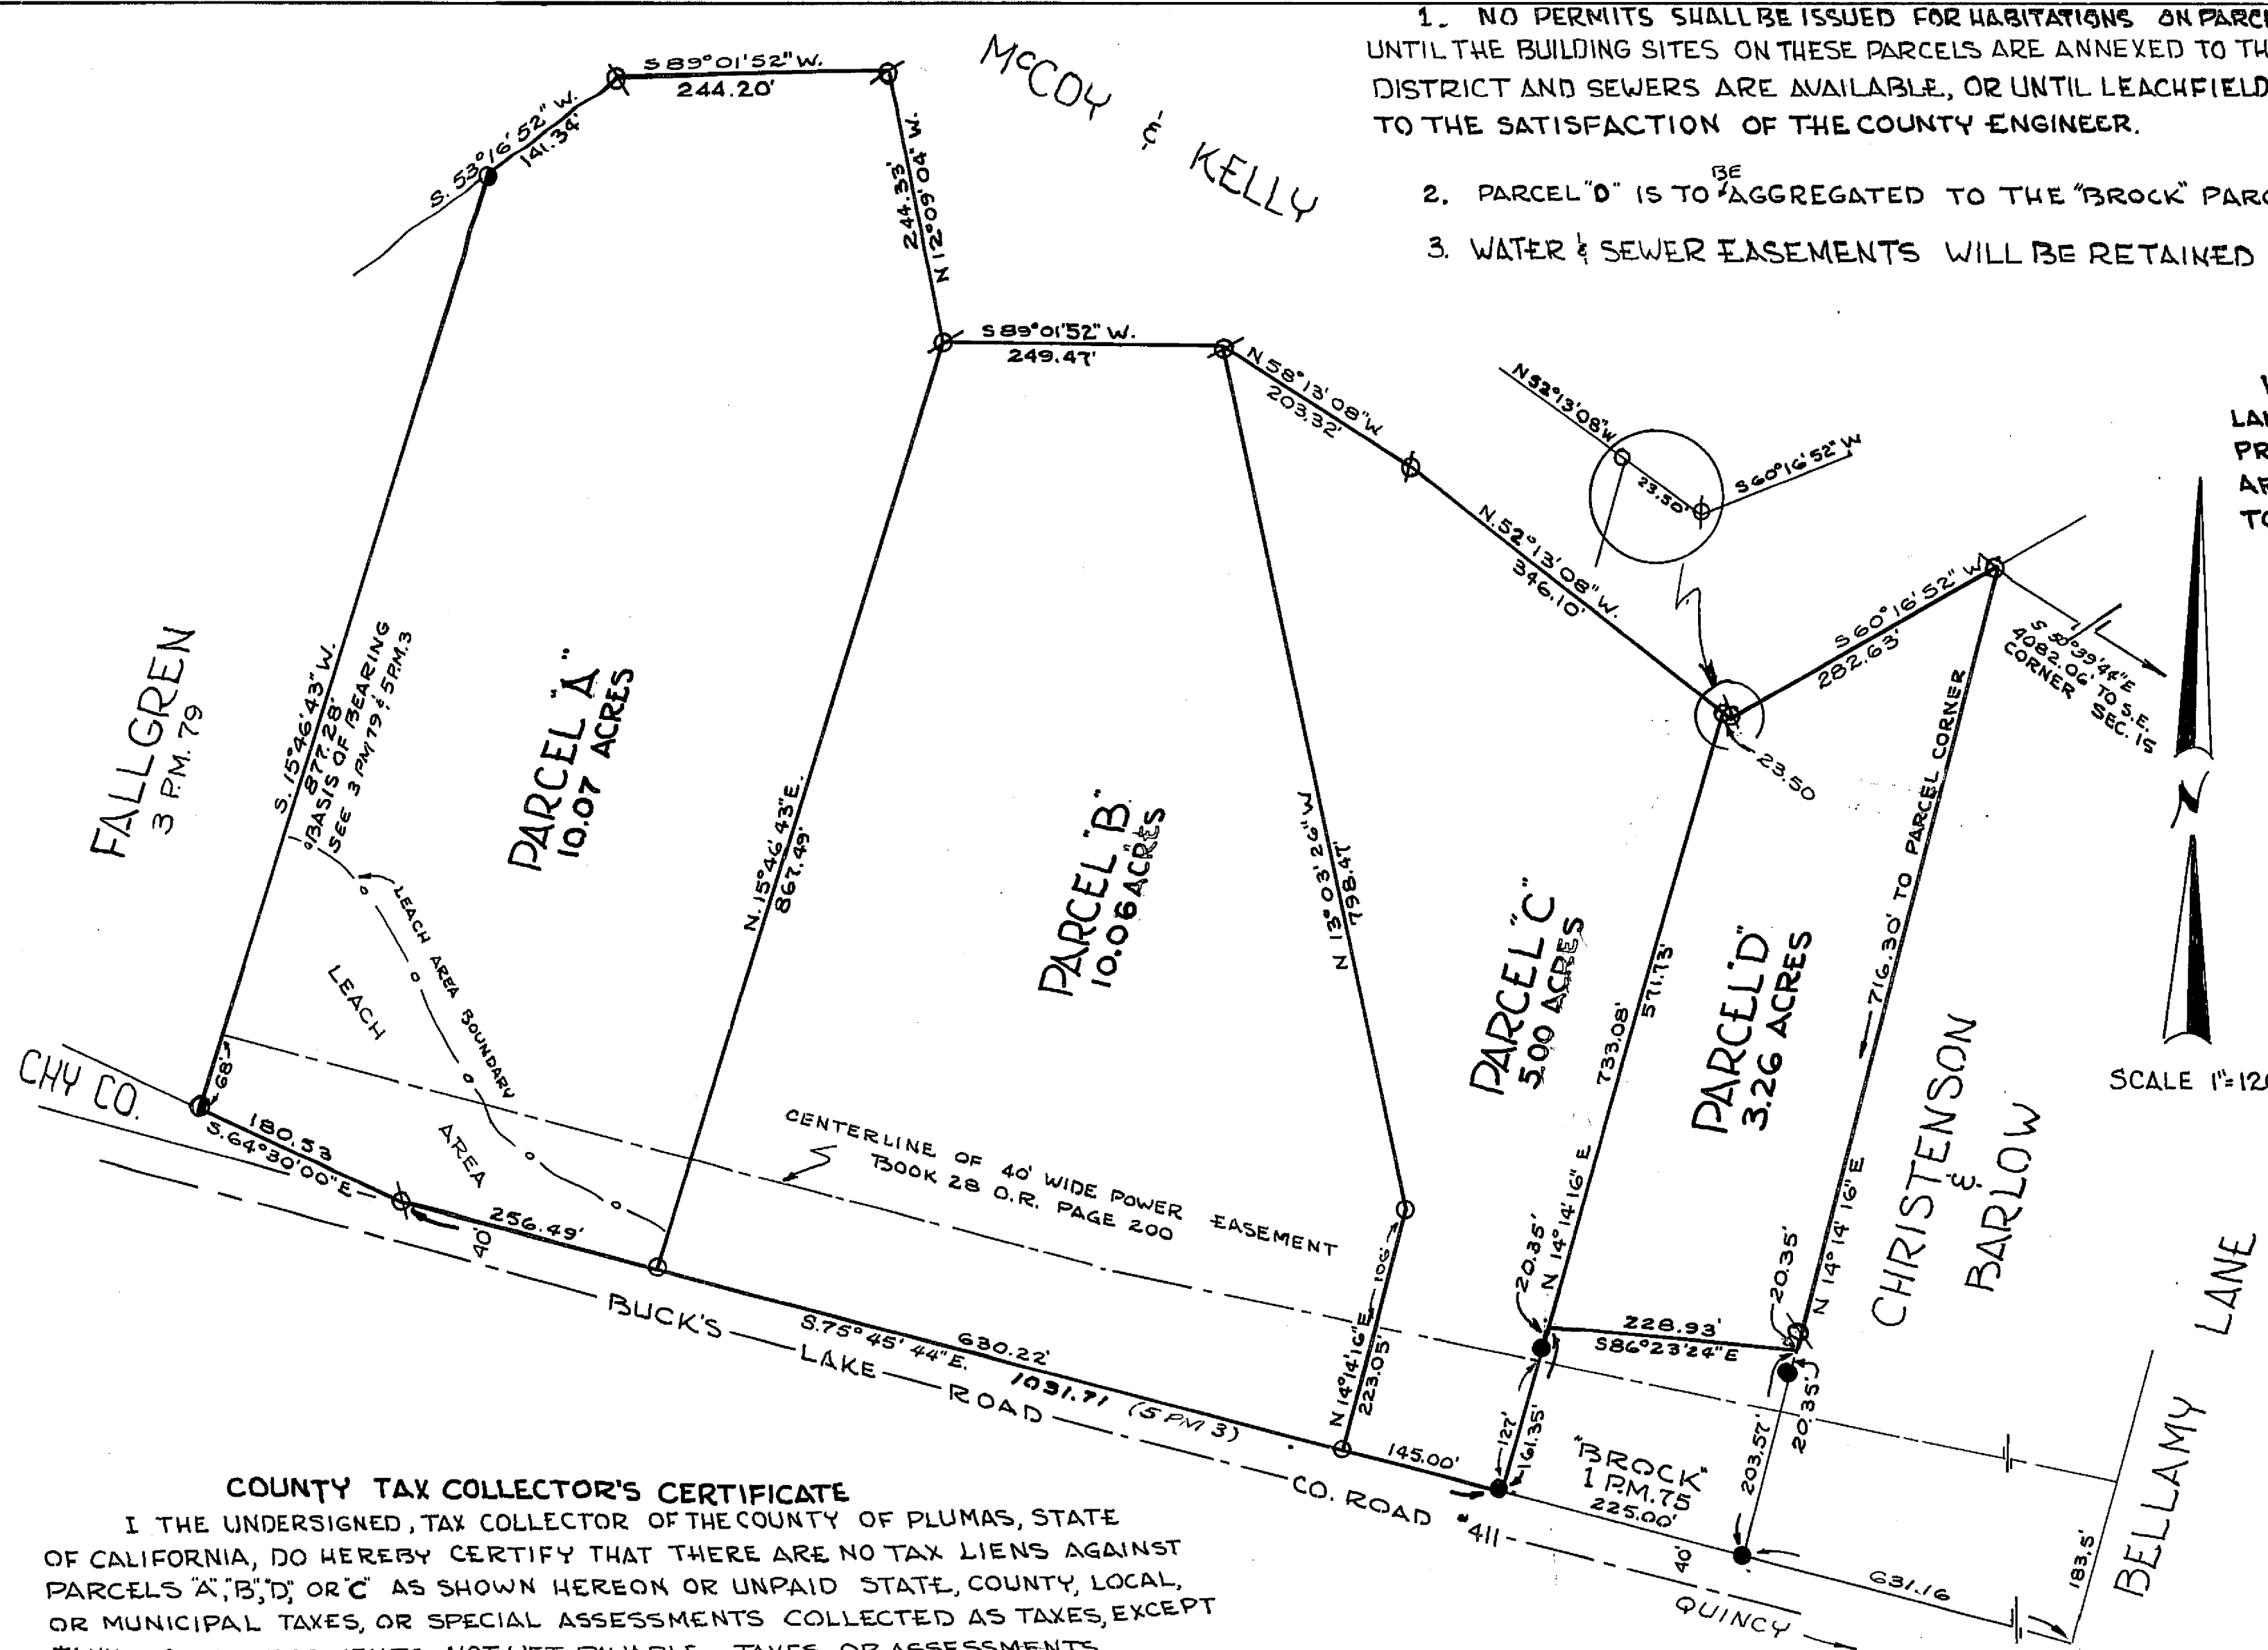 1. NO PERMITS SHALL BE ISSUED FOR HABITATIONS ON
UNTIL THE BUILDING SITES ON THESE PARCELS ARE ANNEXED TO
DISTRICT AND SEWERS ARE AVAILABLE, OR UNTIL LEACHFIELD
TO THE SATISFACTION OF THE COUNTY ENGINEER.
2. PARCEL "D" IS TO BE AGGREGATED TO THE "BROCK"
3. WATER & SEWER EASEMENTS WILL BE RETAINED
McCOY & KELLY
S 89°01'52" W.
244.20'
S. 53°16'52" W.
141.34'
244.33'
N 12°09'04" W.
S 89°01'52" W.
249.47'
N 58°13'08" W
203.32'
N 52°13'08" W
23.50'
S 60°16'52" W
N. 52°13'08" W.
346.10'
S 60°16'52" W
282.63'
S 50°39'44" E
4082.06' TO S.E.
CORNER SEC. 15
23.50
FALLGREN
3 P.M. 79
S. 15°46'43" W.
877.28'
BASIS OF BEARING
SEE 3 PM 79 & 5 P.M. 3
PARCEL "A"
10.07 ACRES
N. 15°46'43" E.
867.49'
PARCEL "B"
10.06 ACRES
N 13°03'26" W
798.47'
PARCEL "C"
5.00 ACRES
733.08'
571.73'
PARCEL "D"
3.26 ACRES
716.30' TO PARCEL CORNER
N 14°14'16" E
N 14°14'16" E
CHRISTENSON
&
BARLOW
SCALE 1"=
LEACH AREA BOUNDARY
LEACH
AREA
68'
CHY CO.
180.53
S. 64°30'00" E
256.49'
40'
CENTERLINE OF 40' WIDE POWER EASEMENT
BOOK 28 O.R. PAGE 200
BUCK'S LAKE ROAD CO. ROAD #411
S. 75°45'44" E.
630.22'
1031.71 (5 PM 3)
N 14°14'16" E
223.05'
106'
145.00'
20.35'
228.93'
S 86°23'24" E
20.35'
20.35'
127'
161.35'
"BROCK"
1 P.M. 75
225.00'
203.57'
40'
631.16
183.5'
QUINCY
BELLAMY LANE
COUNTY TAX COLLECTOR'S CERTIFICATE
I THE UNDERSIGNED, TAX COLLECTOR OF THE COUNTY OF PLUMAS, STATE
OF CALIFORNIA, DO HEREBY CERTIFY THAT THERE ARE NO TAX LIENS AGAINST
PARCELS "A", "B", "D", OR "C" AS SHOWN HEREON OR UNPAID STATE, COUNTY, LOCAL,
OR MUNICIPAL TAXES, OR SPECIAL ASSESSMENTS COLLECTED AS TAXES, EXCEPT
TAXES OR ASSESSMENTS